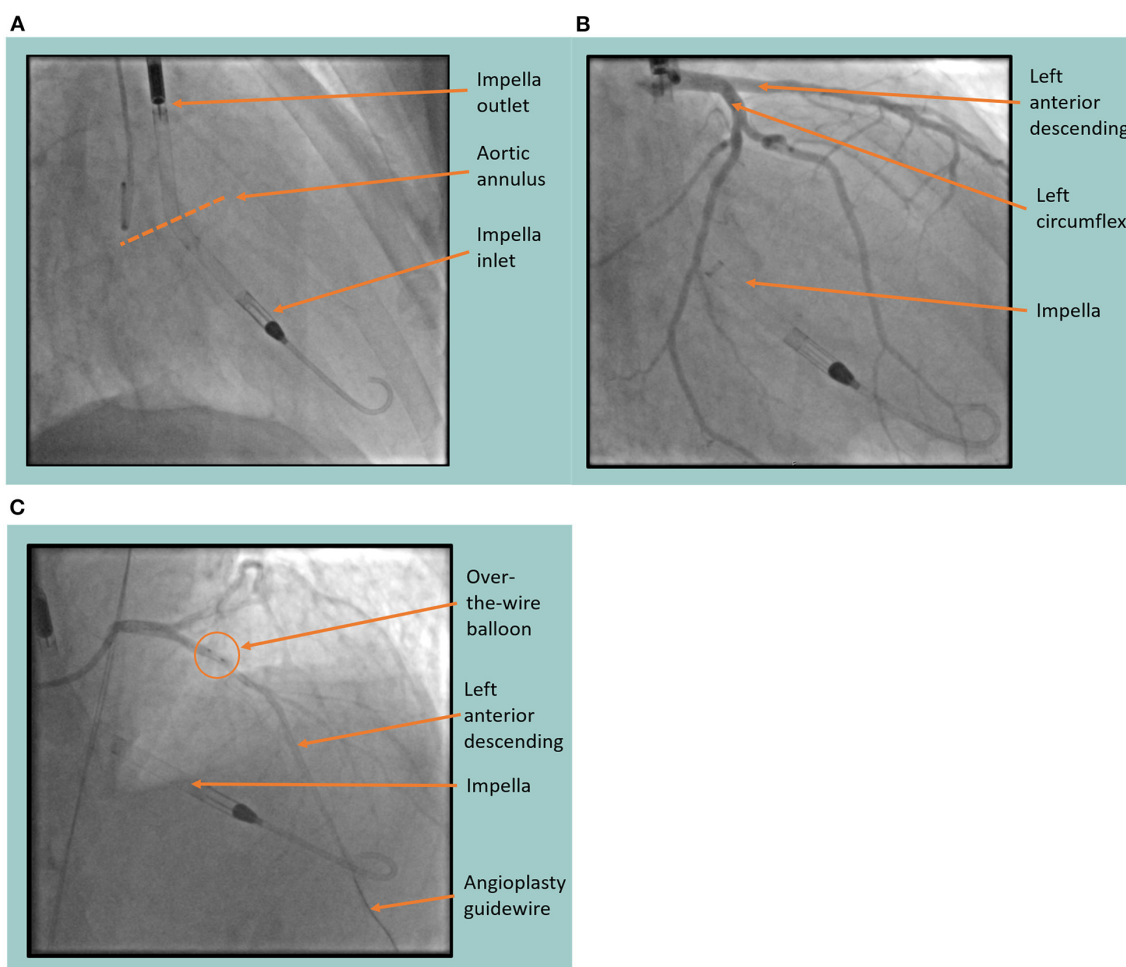 A
Impella
outlet
Aortic
annulus
Impella
inlet
B
Left
anterior
descending
Left
circumflex
Impella
C
Over-
the-wire
balloon
Left
anterior
descending
Impella
Angioplasty
guidewire